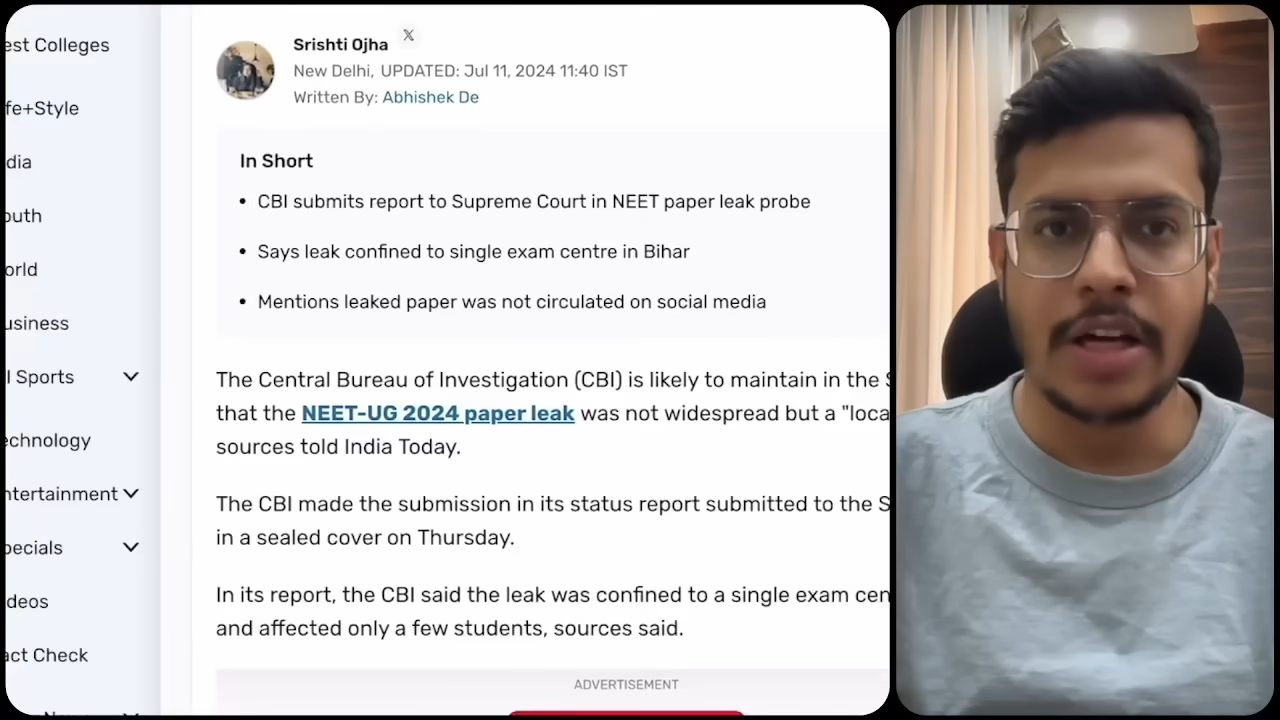 est Colleges
fe+Style
dia
outh
orld
usiness
l Sports
echnology
ntertainment
pecials
deos
act Check
Srishti Ojha
New Delhi, UPDATED: Jul 11, 2024 11:40 IST
Written By: Abhishek De
In Short
• CBI submits report to Supreme Court in NEET paper leak probe
• Says leak confined to single exam centre in Bihar
• Mentions leaked paper was not circulated on social media
The Central Bureau of Investigation (CBI) is likely to maintain in the S
that the NEET-UG 2024 paper leak was not widespread but a "loca
sources told India Today.
The CBI made the submission in its status report submitted to the S
in a sealed cover on Thursday.
In its report, the CBI said the leak was confined to a single exam cen
and affected only a few students, sources said.
ADVERTISEMENT